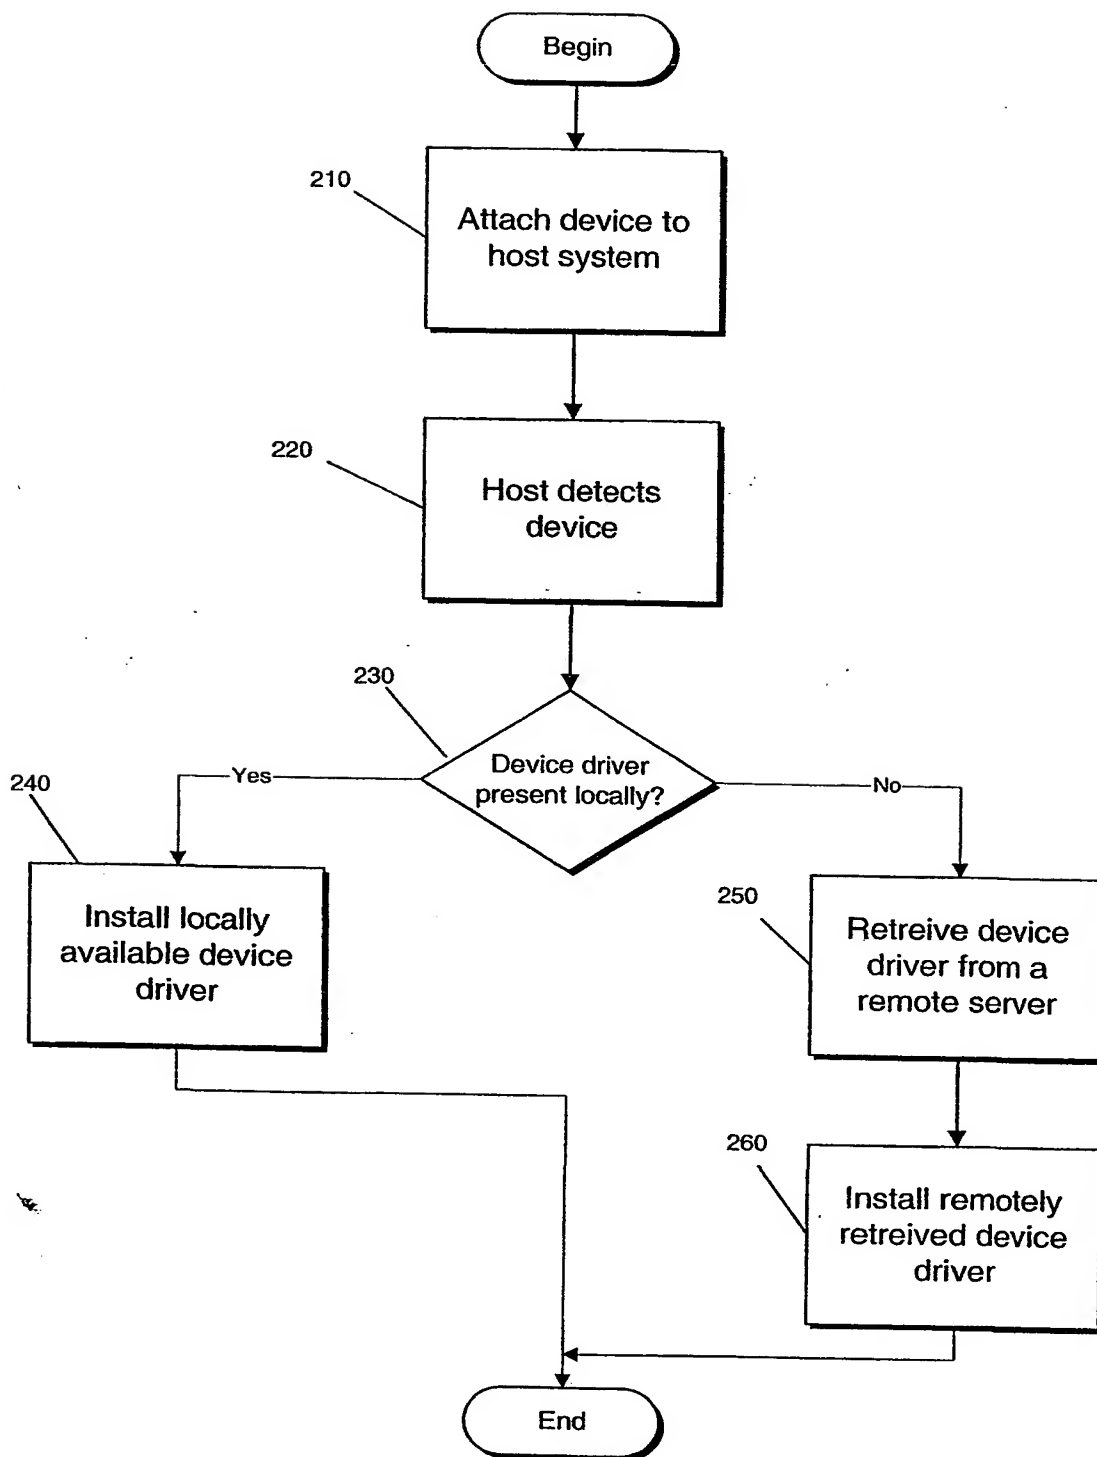 Begin
210
Attach device to
host system
220
Host detects
device
230
Device driver
present locally?
Yes
No
240
Install locally
available device
driver
250
Retreive device
driver from a
remote server
260
Install remotely
retreived device
driver
End